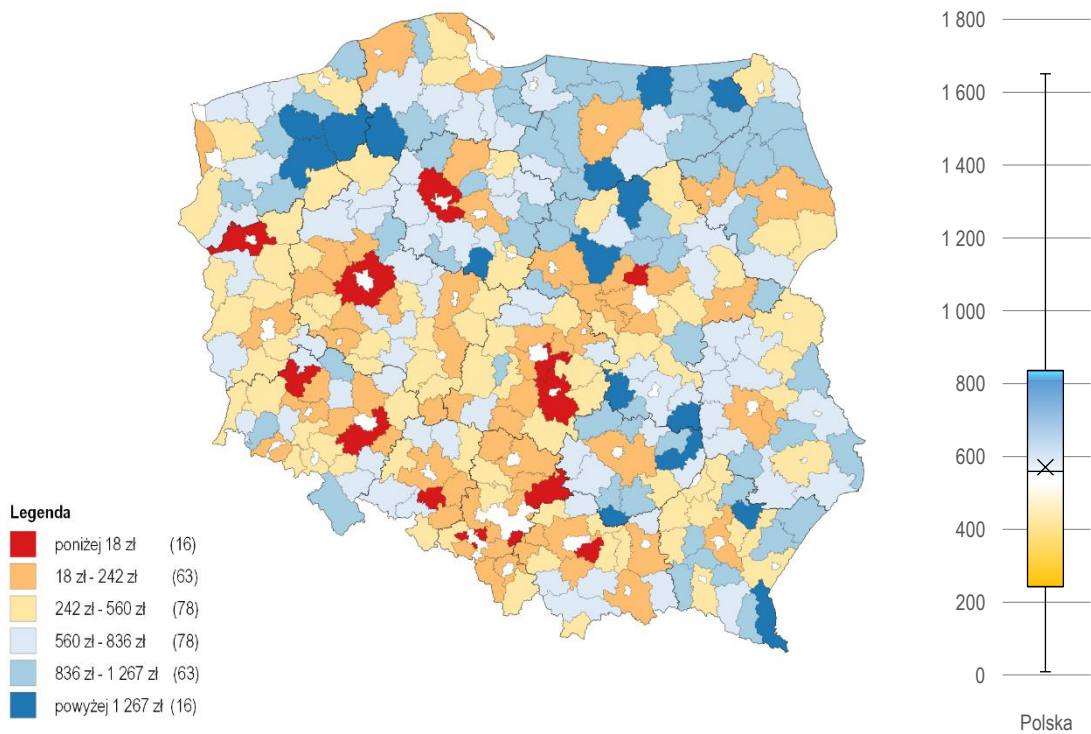 Legenda
poniżej 18 zł (16)
18 zł - 242 zł (63)
242 zł - 560 zł (78)
560 zł - 836 zł (78)
836 zł - 1 267 zł (63)
powyżej 1 267 zł (16)
1 800
1 600
1 400
1 200
1 000
800
600
400
200
0
Polska